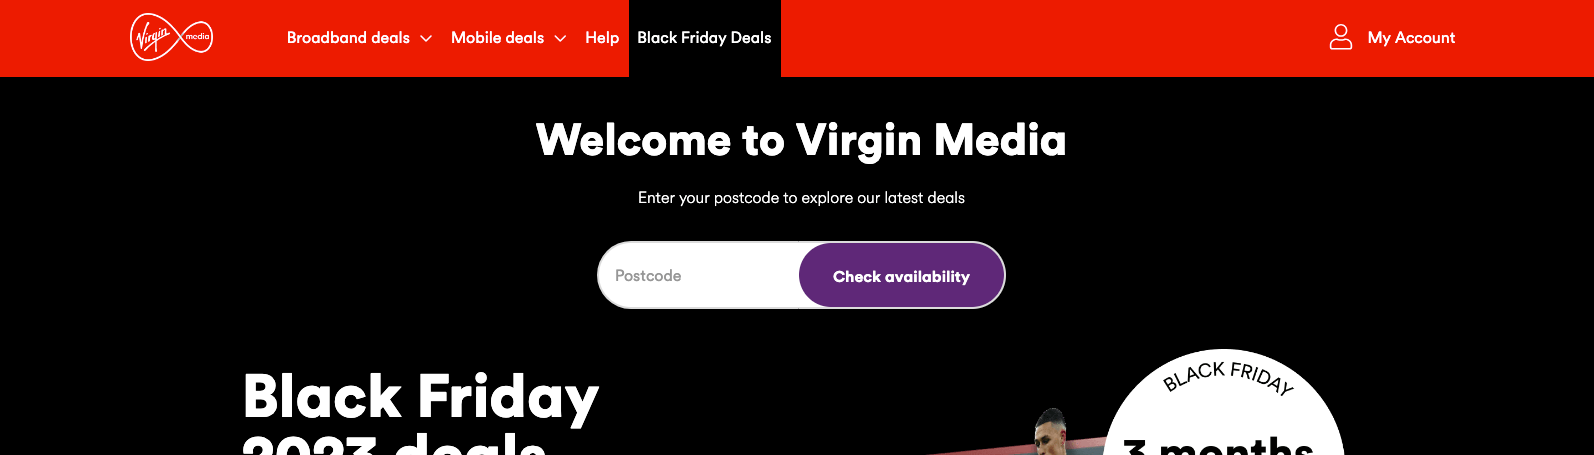 Virgin media
Broadband deals
Mobile deals
Help
Black Friday Deals
My Account
Welcome to Virgin Media
Enter your postcode to explore our latest deals
Postcode
Check availability
Black Friday
2023 deals
BLACK FRIDAY
3 months